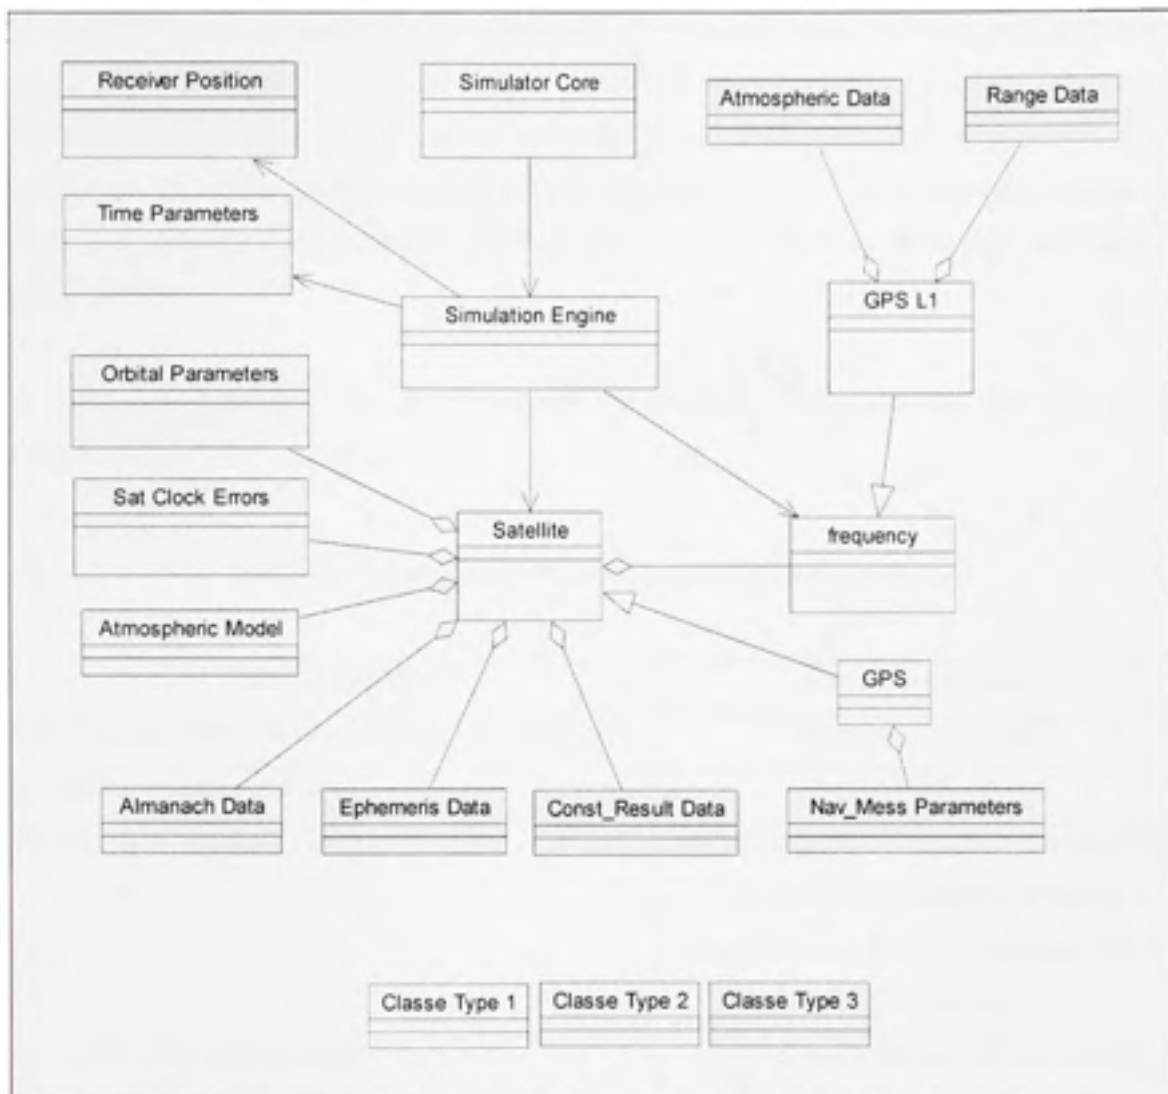 Receiver Position
Simulator Core
Atmospheric Data
Range Data
Time Parameters
Simulation Engine
GPS L1
Orbital Parameters
Sat Clock Errors
Satellite
frequency
Atmospheric Model
GPS
Almanach Data
Ephemeris Data
Const_Result Data
Nav_Mess Parameters
Classe Type 1
Classe Type 2
Classe Type 3